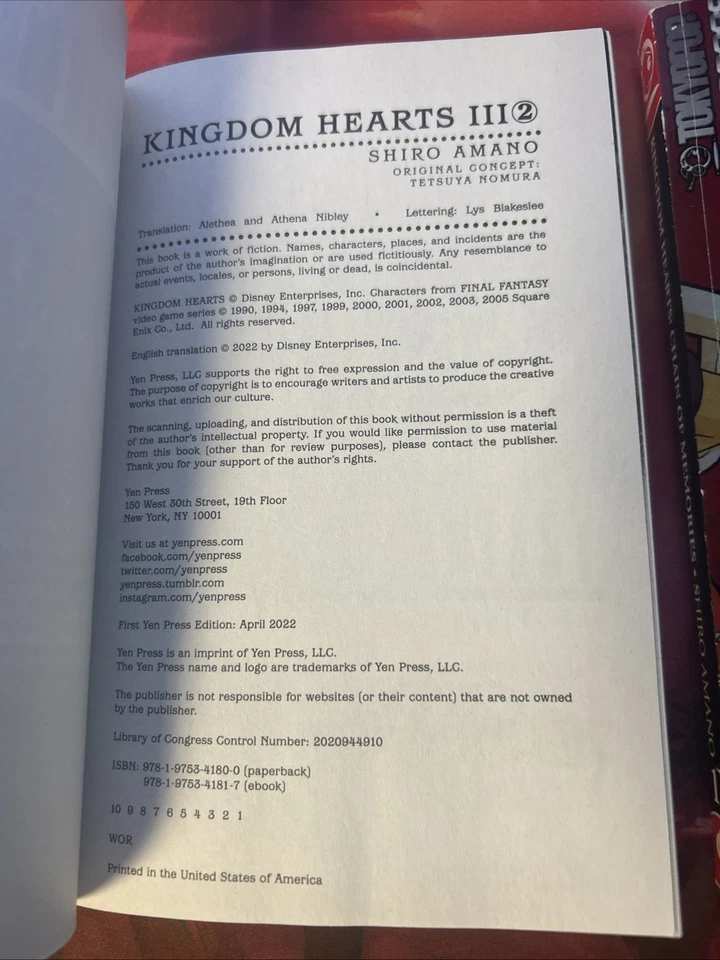 KINGDOM HEARTS III②
SHIRO AMANO
ORIGINAL CONCEPT:
TETSUYA NOMURA
Translation: Alethea and Athena Nibley • Lettering: Lys Blakeslee
This book is a work of fiction. Names, characters, places, and incidents are the
product of the author's imagination or are used fictitiously. Any resemblance to
actual events, locales, or persons, living or dead, is coincidental.
KINGDOM HEARTS © Disney Enterprises, Inc. Characters from FINAL FANTASY
video game series © 1990, 1994, 1997, 1999, 2000, 2001, 2002, 2003, 2005 Square
Enix Co., Ltd. All rights reserved.
English translation © 2022 by Disney Enterprises, Inc.
Yen Press, LLC supports the right to free expression and the value of copyright.
The purpose of copyright is to encourage writers and artists to produce the creative
works that enrich our culture.
The scanning, uploading, and distribution of this book without permission is a theft
of the author's intellectual property. If you would like permission to use material
from this book (other than for review purposes), please contact the publisher.
Thank you for your support of the author's rights.
Yen Press
150 West 30th Street, 19th Floor
New York, NY 10001
Visit us at yenpress.com
facebook.com/yenpress
twitter.com/yenpress
yenpress.tumblr.com
instagram.com/yenpress
First Yen Press Edition: April 2022
Yen Press is an imprint of Yen Press, LLC.
The Yen Press name and logo are trademarks of Yen Press, LLC.
The publisher is not responsible for websites (or their content) that are not owned
by the publisher.
Library of Congress Control Number: 2020944910
ISBN: 978-1-9753-4180-0 (paperback)
978-1-9753-4181-7 (ebook)
10 9 8 7 6 5 4 3 2 1
WOR
Printed in the United States of America
TOKYOPOP
HEARTS CHAIN OF MEMORIES • SHIRO AMANO